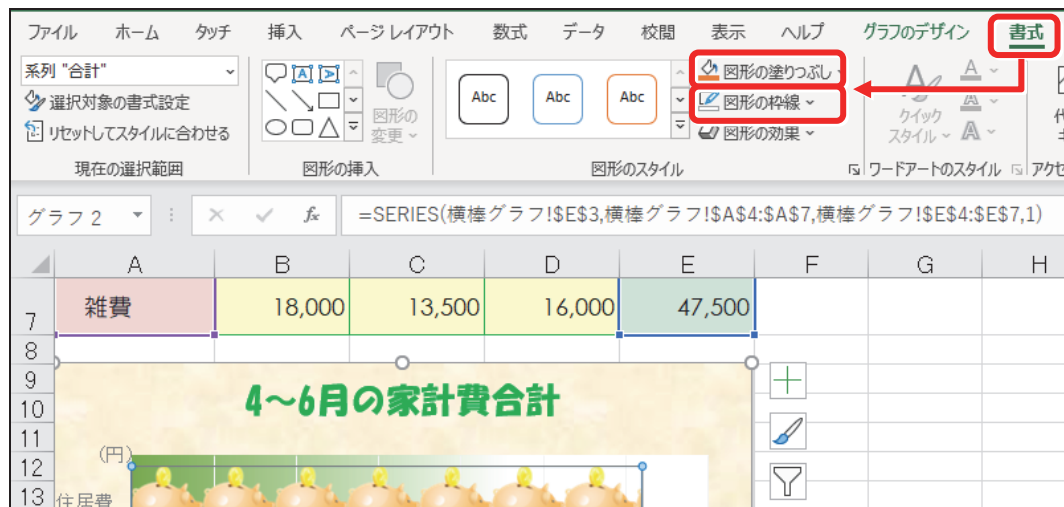 ファイル ホーム タッチ 挿入 ページ レイアウト 数式 データ 校閲 表示 ヘルプ グラフのデザイン 書式
系列 "合計"
選択対象の書式設定
リセットしてスタイルに合わせる
現在の選択範囲
図形の
変更
図形の挿入
Abc Abc Abc
図形の塗りつぶし
図形の枠線
図形の効果
図形のスタイル
クイック
スタイル
ワードアートのスタイル
アクセ
グラフ 2
fx
=SERIES(横棒グラフ!$E$3,横棒グラフ!$A$4:$A$7,横棒グラフ!$E$4:$E$7,1)
A B C D E F G H
7 雑費 18,000 13,500 16,000 47,500
8
9
10
11
12
13
4～6月の家計費合計
(円)
住居費